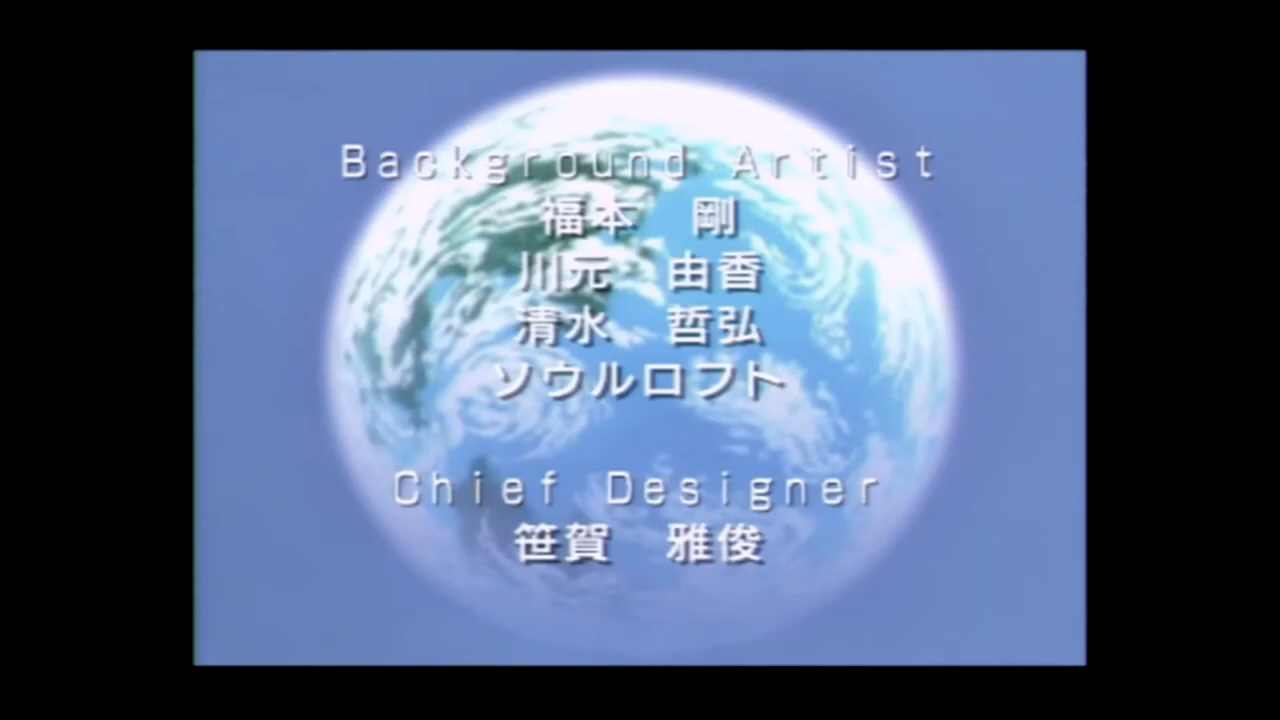 Background Artist
福本　剛
川元　由香
清水　哲弘
ソウルロフト
Chief Designer
笹賀　雅俊